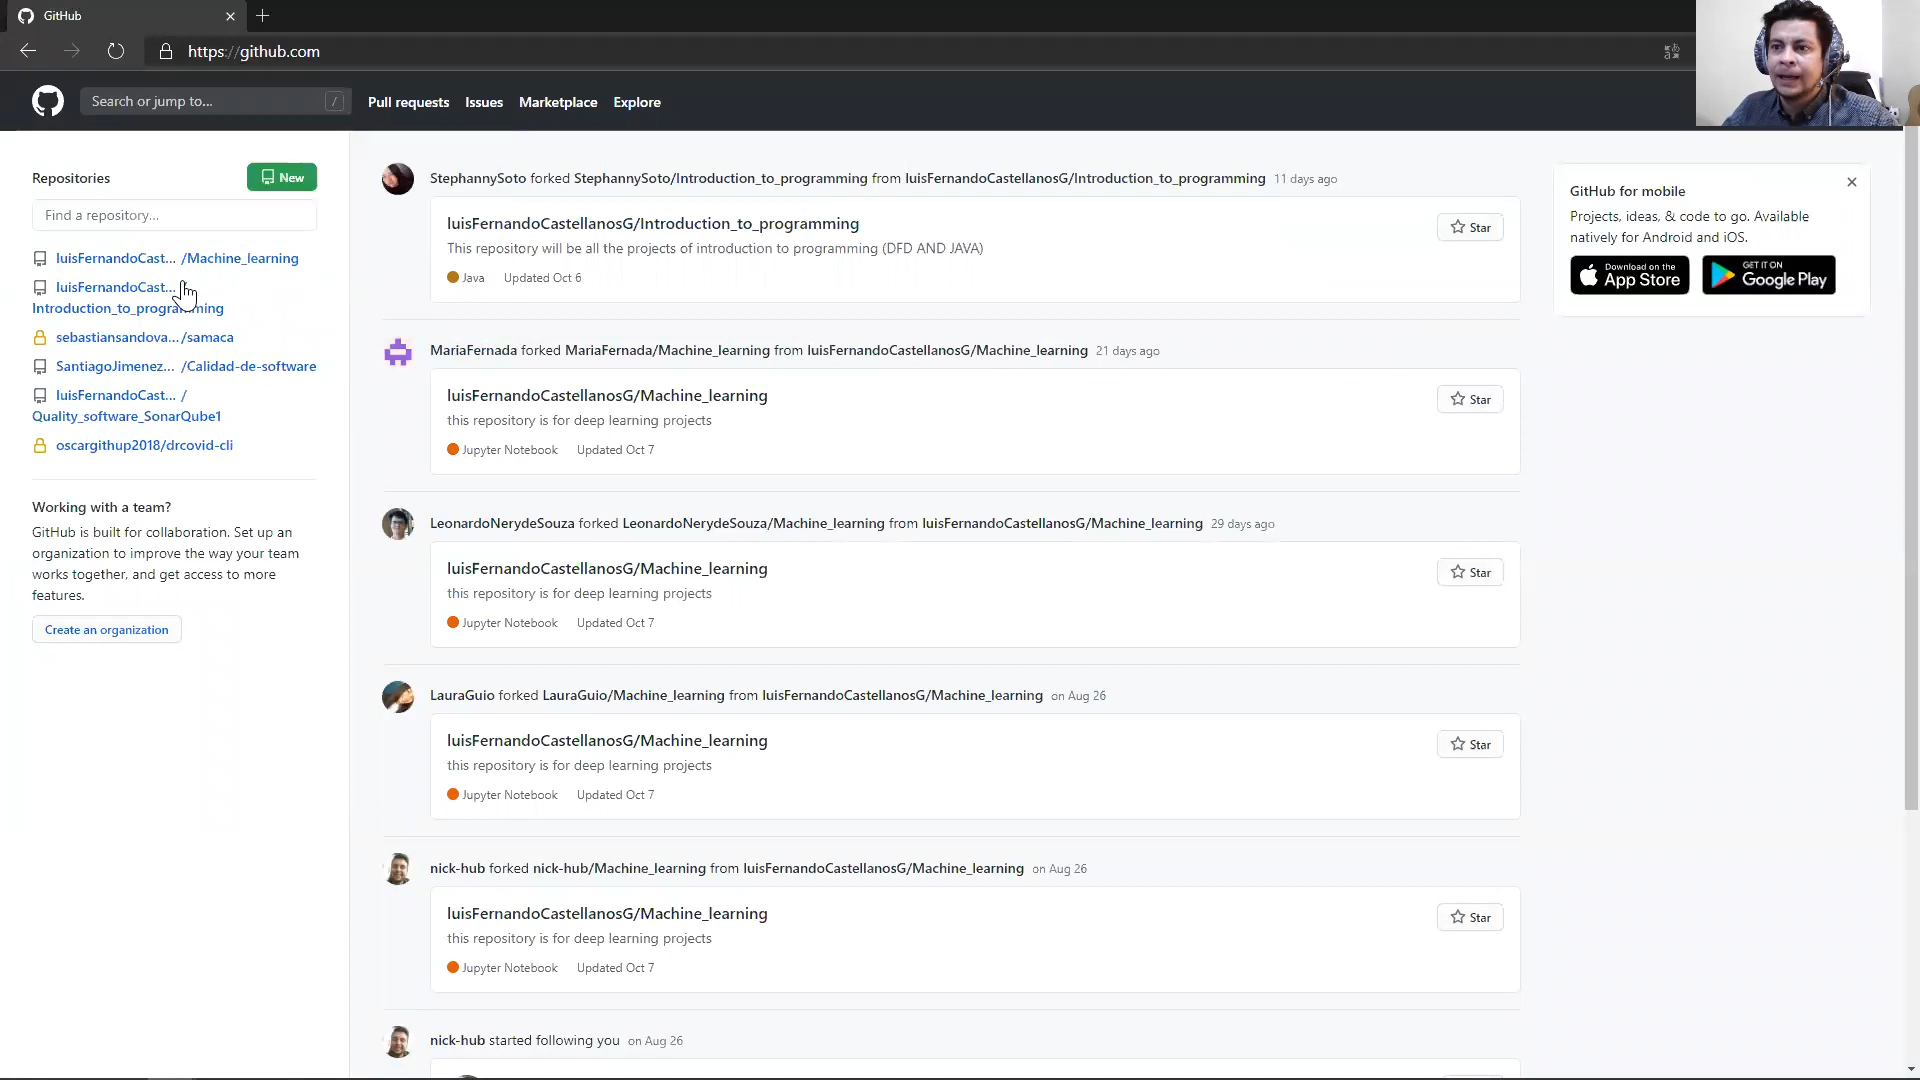 GitHub
https://github.com
Search or jump to... /
Pull requests Issues Marketplace Explore
Repositories
New
Find a repository...
luisFernandoCast... /Machine_learning
luisFernandoCast...
Introduction_to_programming
sebastiansandova... /samaca
SantiagoJimenez... /Calidad-de-software
luisFernandoCast... /
Quality_software_SonarQube1
oscargithup2018/drcovid-cli
Working with a team?
GitHub is built for collaboration. Set up an
organization to improve the way your team
works together, and get access to more
features.
Create an organization
StephannySoto forked StephannySoto/Introduction_to_programming from luisFernandoCastellanosG/Introduction_to_programming 11 days ago
luisFernandoCastellanosG/Introduction_to_programming
Star
This repository will be all the projects of introduction to programming (DFD AND JAVA)
Java Updated Oct 6
MariaFernada forked MariaFernada/Machine_learning from luisFernandoCastellanosG/Machine_learning 21 days ago
luisFernandoCastellanosG/Machine_learning
Star
this repository is for deep learning projects
Jupyter Notebook Updated Oct 7
LeonardoNerydeSouza forked LeonardoNerydeSouza/Machine_learning from luisFernandoCastellanosG/Machine_learning 29 days ago
luisFernandoCastellanosG/Machine_learning
Star
this repository is for deep learning projects
Jupyter Notebook Updated Oct 7
LauraGuio forked LauraGuio/Machine_learning from luisFernandoCastellanosG/Machine_learning on Aug 26
luisFernandoCastellanosG/Machine_learning
Star
this repository is for deep learning projects
Jupyter Notebook Updated Oct 7
nick-hub forked nick-hub/Machine_learning from luisFernandoCastellanosG/Machine_learning on Aug 26
luisFernandoCastellanosG/Machine_learning
Star
this repository is for deep learning projects
Jupyter Notebook Updated Oct 7
nick-hub started following you on Aug 26
GitHub for mobile
Projects, ideas, & code to go. Available
natively for Android and iOS.
Download on the
App Store
GET IT ON
Google Play